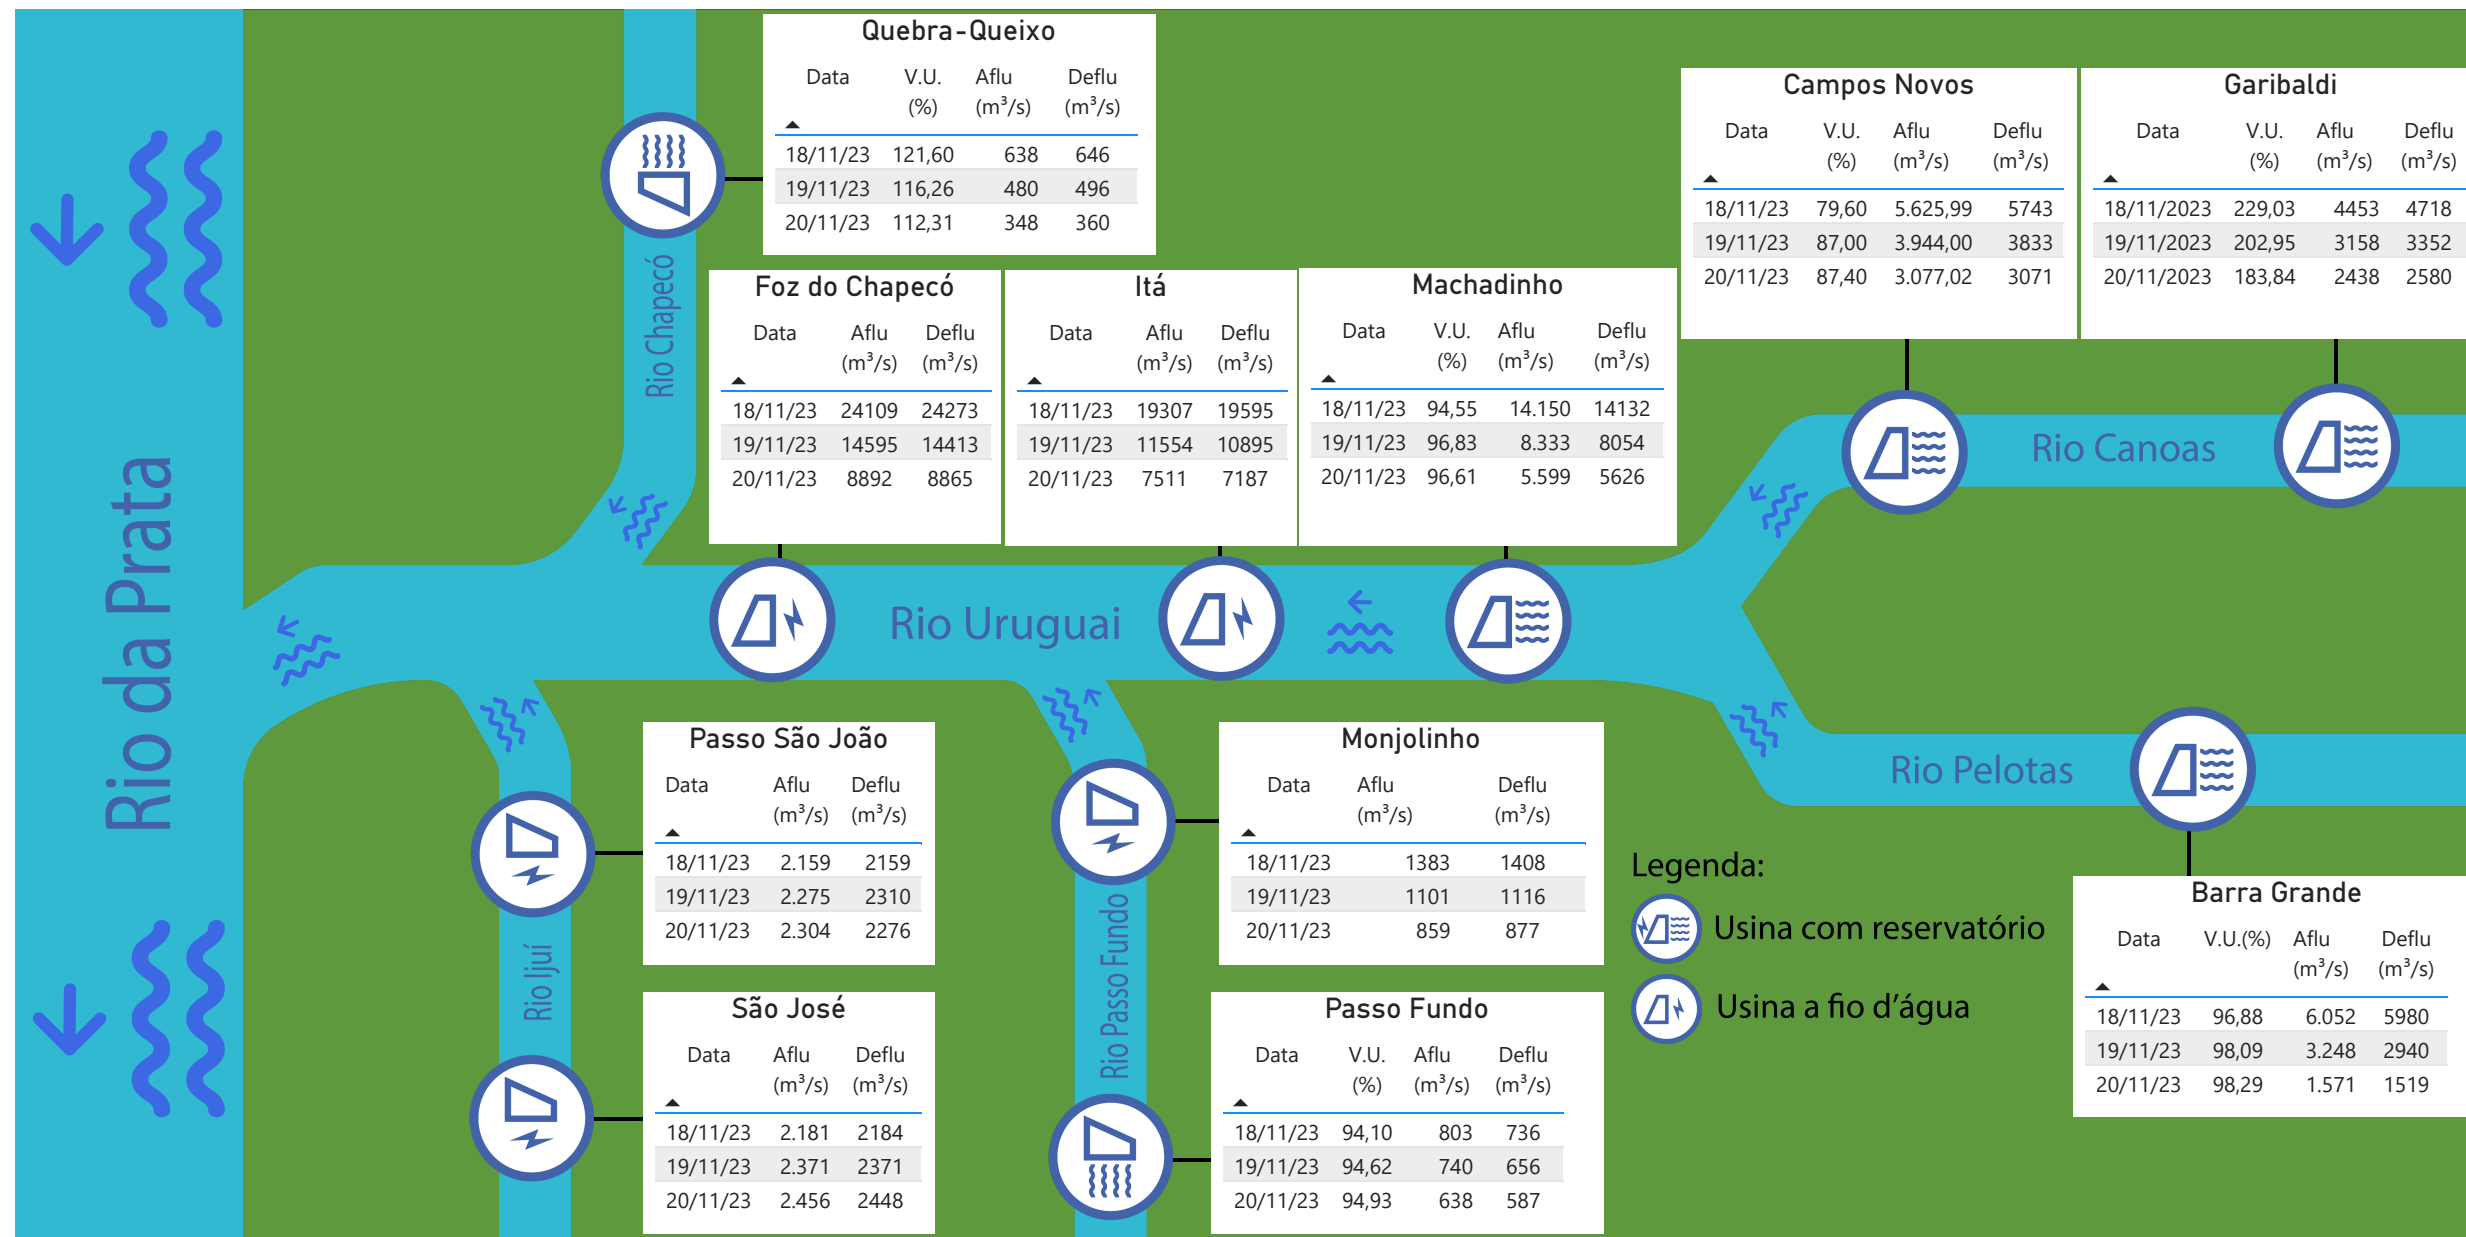 Quebra-Queixo
Data V.U. Aflu Deflu
(%) (m³/s) (m³/s)
18/11/23 121,60 638 646
19/11/23 116,26 480 496
20/11/23 112,31 348 360
Campos Novos
Data V.U. Aflu Deflu
(%) (m³/s) (m³/s)
18/11/23 79,60 5.625,99 5743
19/11/23 87,00 3.944,00 3833
20/11/23 87,40 3.077,02 3071
Garibaldi
Data V.U. Aflu Deflu
(%) (m³/s) (m³/s)
18/11/2023 229,03 4453 4718
19/11/2023 202,95 3158 3352
20/11/2023 183,84 2438 2580
Rio Chapecó
Foz do Chapecó
Data Aflu Deflu
(m³/s) (m³/s)
18/11/23 24109 24273
19/11/23 14595 14413
20/11/23 8892 8865
Itá
Data Aflu Deflu
(m³/s) (m³/s)
18/11/23 19307 19595
19/11/23 11554 10895
20/11/23 7511 7187
Machadinho
Data V.U. Aflu Deflu
(%) (m³/s) (m³/s)
18/11/23 94,55 14.150 14132
19/11/23 96,83 8.333 8054
20/11/23 96,61 5.599 5626
Rio Canoas
Rio da Prata
Rio Uruguai
Rio Pelotas
Passo São João
Data Aflu Deflu
(m³/s) (m³/s)
18/11/23 2.159 2159
19/11/23 2.275 2310
20/11/23 2.304 2276
Monjolinho
Data Aflu Deflu
(m³/s) (m³/s)
18/11/23 1383 1408
19/11/23 1101 1116
20/11/23 859 877
Legenda:
Usina com reservatório
Usina a fio d’água
Barra Grande
Data V.U.(%) Aflu Deflu
(m³/s) (m³/s)
18/11/23 96,88 6.052 5980
19/11/23 98,09 3.248 2940
20/11/23 98,29 1.571 1519
Rio Ijuí
Rio Passo Fundo
São José
Data Aflu Deflu
(m³/s) (m³/s)
18/11/23 2.181 2184
19/11/23 2.371 2371
20/11/23 2.456 2448
Passo Fundo
Data V.U. Aflu Deflu
(%) (m³/s) (m³/s)
18/11/23 94,10 803 736
19/11/23 94,62 740 656
20/11/23 94,93 638 587